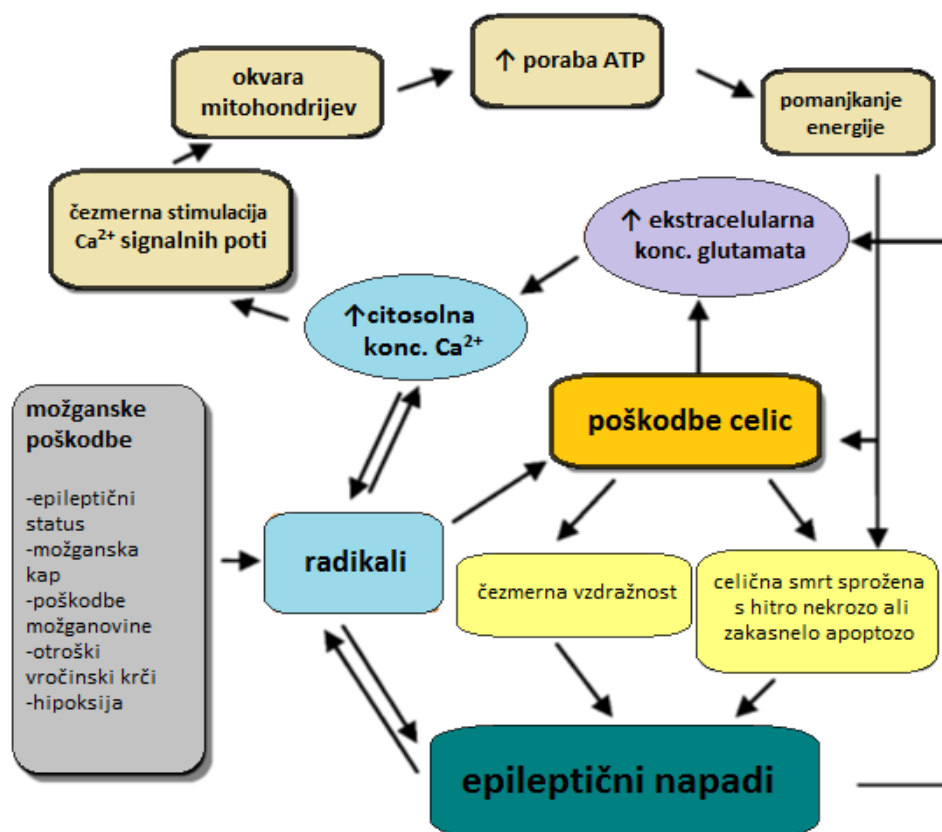 ↑ poraba ATP
okvara
mitohondrijev
pomanjkanje
energije
čezmerna stimulacija
Ca²⁺ signalnih poti
↑ ekstracelularna
konc. glutamata
↑citosolna
konc. Ca²⁺
možganske
poškodbe
-epileptični
status
-možganska
kap
-poškodbe
možganovine
-otroški
vročinski krči
-hipoksija
poškodbe celic
radikali
čezmerna vzdražnost
celična smrt sprožena
s hitro nekrozo ali
zakasnelo apoptozo
epileptični napadi